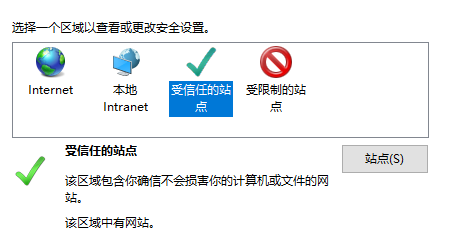 选择一个区域以查看或更改安全设置。
Internet
本地
Intranet
受信任的站
点
受限制的站
点
受信任的站点
站点(S)
该区域包含你确信不会损害你的计算机或文件的网
站。
该区域中有网站。